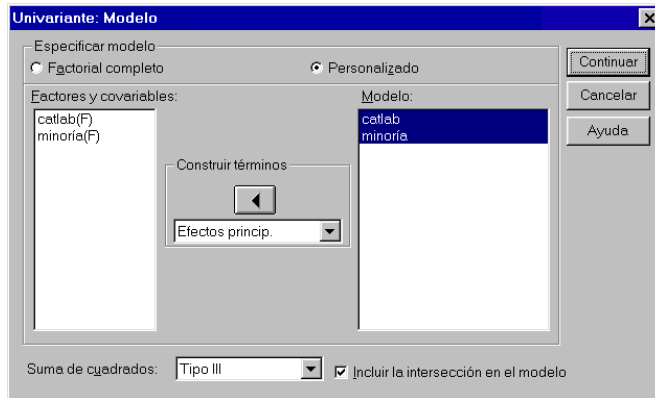 Univariante: Modelo
Especificar modelo
Factorial completo
Personalizado
Continuar
Cancelar
Ayuda
Factores y covariables:
catlab(F)
minoría(F)
Construir términos
Efectos princip.
Modelo:
catlab
minoría
Suma de cuadrados:
Tipo III
Incluir la intersección en el modelo